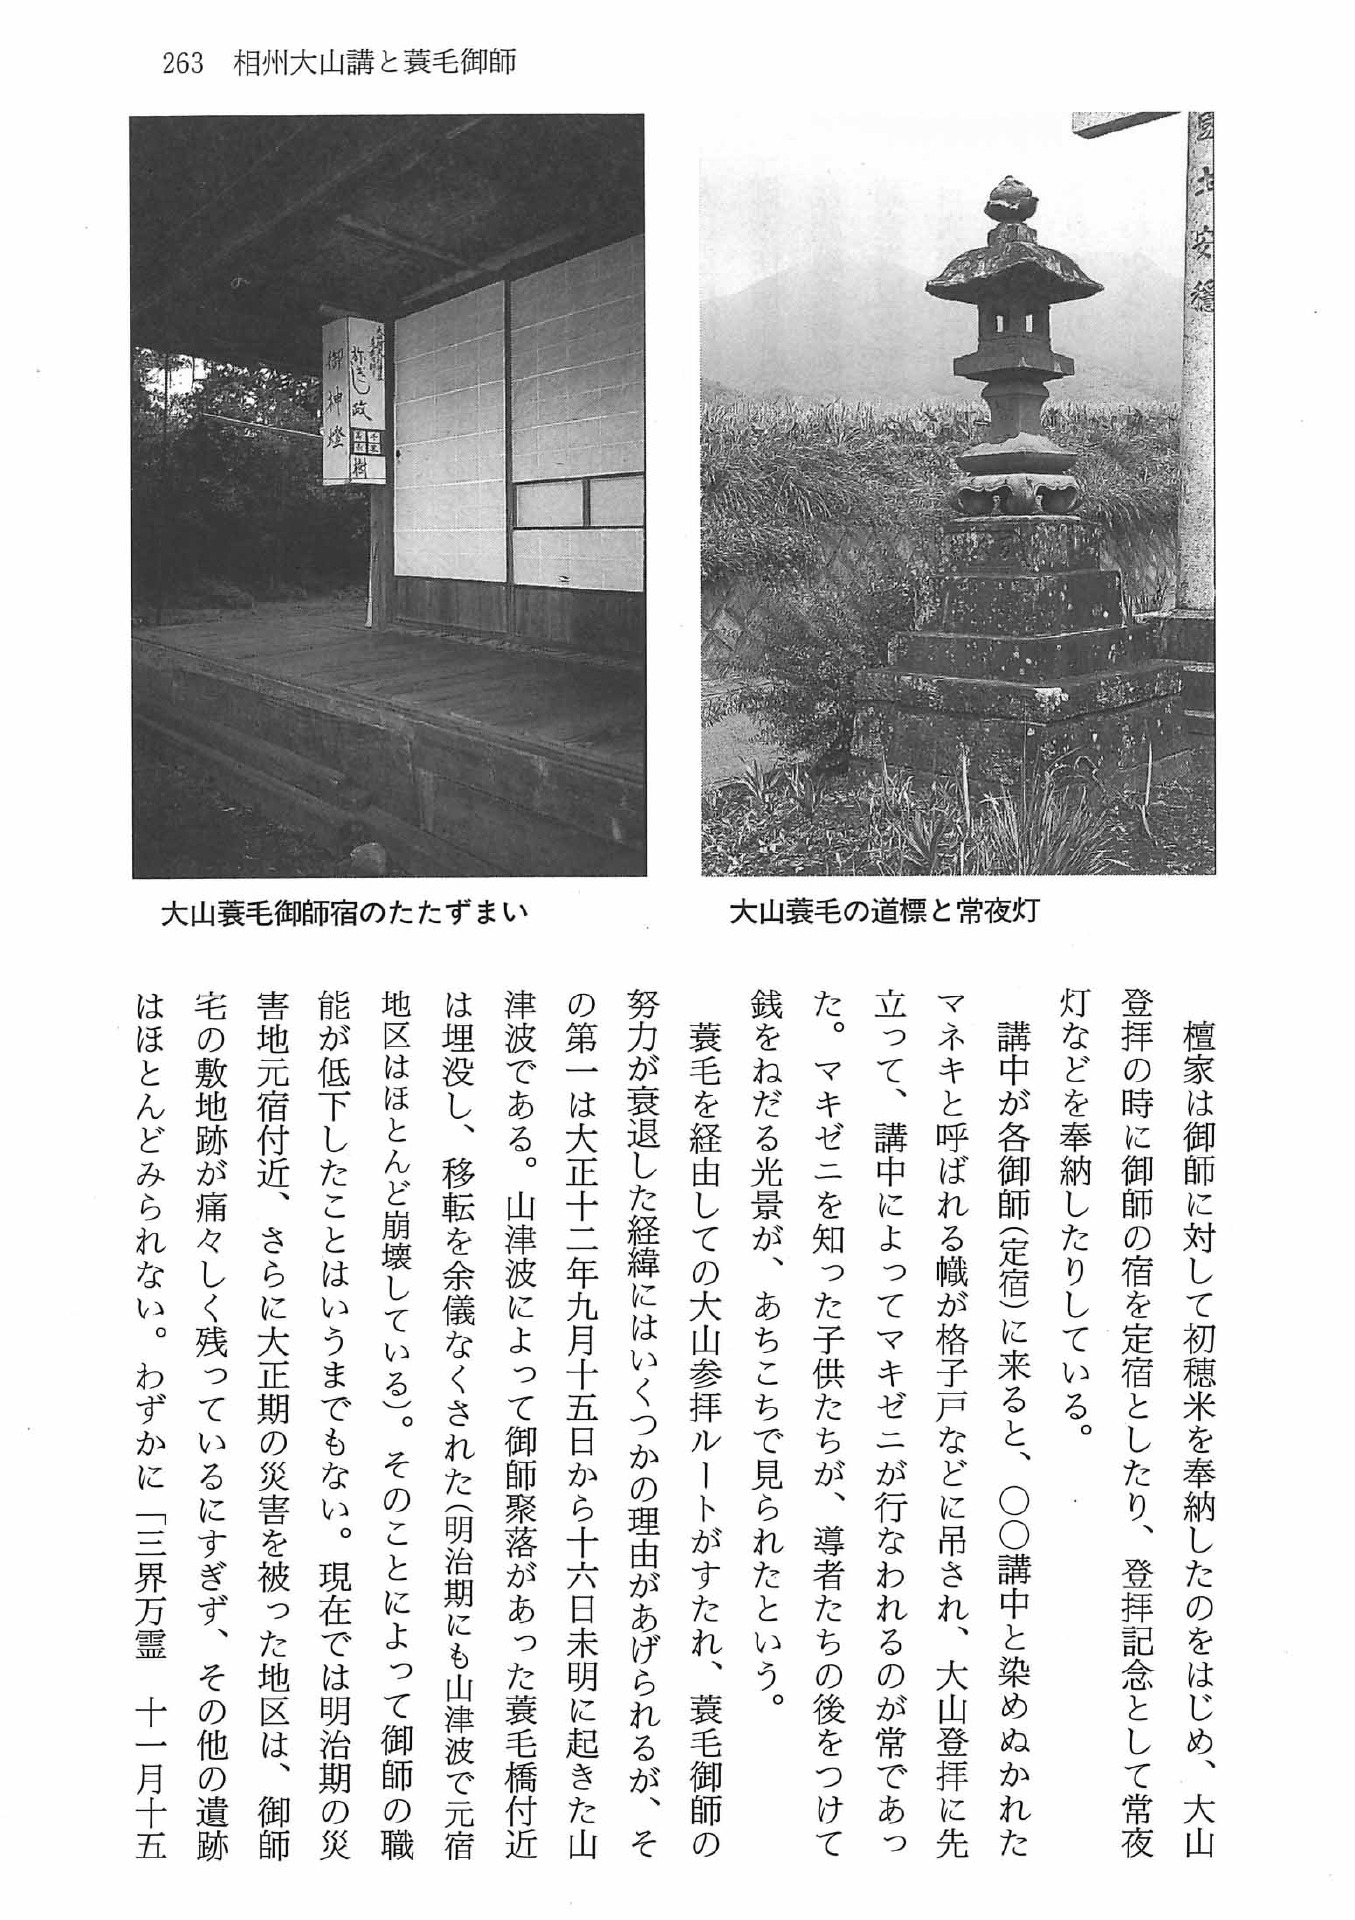 263 相州大山講と蓑毛御師
国土安穏
御神燈
ねぎし政樹
大山蓑毛の道標と常夜灯
大山蓑毛御師宿のたたずまい
檀家は御師に対して初穂米を奉納したのをはじめ、大山
登拝の時に御師の宿を定宿としたり、登拝記念として常夜
灯などを奉納したりしている。
講中が各御師（定宿）に来ると、〇〇講中と染めぬかれた
マネキと呼ばれる幟が格子戸などに吊され、大山登拝に先
立って、講中によってマキゼニが行なわれるのが常であっ
た。マキゼニを知った子供たちが、導者たちの後をつけて
銭をねだる光景が、あちこちで見られたという。
蓑毛を経由しての大山参拝ルートがすたれ、蓑毛御師の
努力が衰退した経緯にはいくつかの理由があげられるが、そ
の第一は大正十二年九月十五日から十六日未明に起きた山
津波である。山津波によって御師聚落があった蓑毛橋付近
は埋没し、移転を余儀なくされた（明治期にも山津波で元宿
地区はほとんど崩壊している）。そのことによって御師の職
能が低下したことはいうまでもない。現在では明治期の災
害地元宿付近、さらに大正期の災害を被った地区は、御師
宅の敷地跡が痛々しく残っているにすぎず、その他の遺跡
はほとんどみられない。わずかに「三界万霊　十一月十五